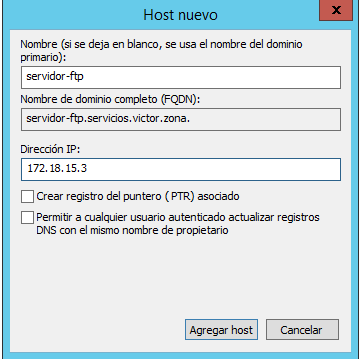 Host nuevo
x
Nombre (si se deja en blanco, se usa el nombre del dominio
primario):
servidor-ftp
Nombre de dominio completo (FQDN):
servidor-ftp.servicios.victor.zona.
Dirección IP:
172.18.15.3
Crear registro del puntero (PTR) asociado
Permitir a cualquier usuario autenticado actualizar registros
DNS con el mismo nombre de propietario
Agregar host
Cancelar